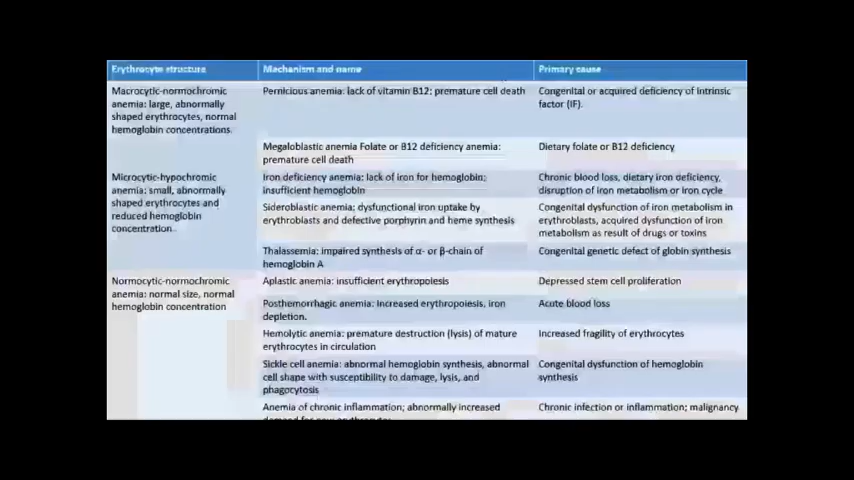 Erythrocyte structure
Mechanism and name
Primary cause
Macrocytic-normochromic
anemia: large, abnormally
shaped erythrocytes, normal
hemoglobin concentrations.
Pernicious anemia: lack of vitamin B12; premature cell death
Congenital or acquired deficiency of intrinsic
factor (IF).
Megaloblastic anemia Folate or B12 deficiency anemia:
premature cell death
Dietary folate or B12 deficiency
Microcytic-hypochromic
anemia: small, abnormally
shaped erythrocytes and
reduced hemoglobin
concentration.
Iron deficiency anemia: lack of iron for hemoglobin;
insufficient hemoglobin
Chronic blood loss, dietary iron deficiency,
disruption of iron metabolism or iron cycle
Sideroblastic anemia; dysfunctional iron uptake by
erythroblasts and defective porphyrin and heme synthesis
Congenital dysfunction of iron metabolism in
erythroblasts, acquired dysfunction of iron
metabolism as result of drugs or toxins
Thalassemia: impaired synthesis of α- or β-chain of
hemoglobin A
Congenital genetic defect of globin synthesis
Normocytic-normochromic
anemia: normal size, normal
hemoglobin concentration
Aplastic anemia: insufficient erythropoiesis
Depressed stem cell proliferation
Posthemorrhagic anemia: Increased erythropoiesis, iron
depletion.
Acute blood loss
Hemolytic anemia: premature destruction (lysis) of mature
erythrocytes in circulation
Increased fragility of erythrocytes
Sickle cell anemia: abnormal hemoglobin synthesis, abnormal
cell shape with susceptibility to damage, lysis, and
phagocytosis
Congenital dysfunction of hemoglobin
synthesis
Anemia of chronic inflammation; abnormally increased
Chronic infection or inflammation; malignancy